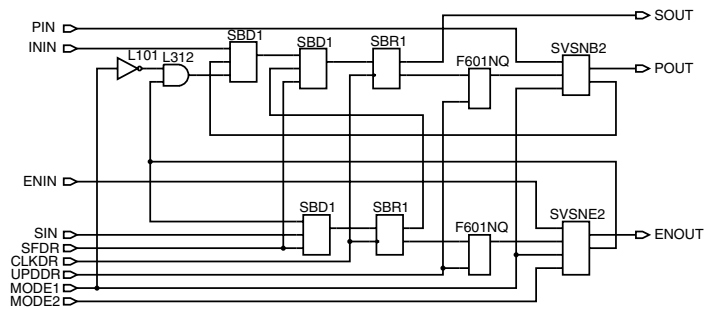 PIN
ININ
L101
L312
SBD1
SBD1
SBR1
SOUT
F601NQ
SVSNB2
POUT
ENIN
SIN
SFDR
CLKDR
UPDDR
MODE1
MODE2
SBD1
SBR1
F601NQ
SVSNE2
ENOUT